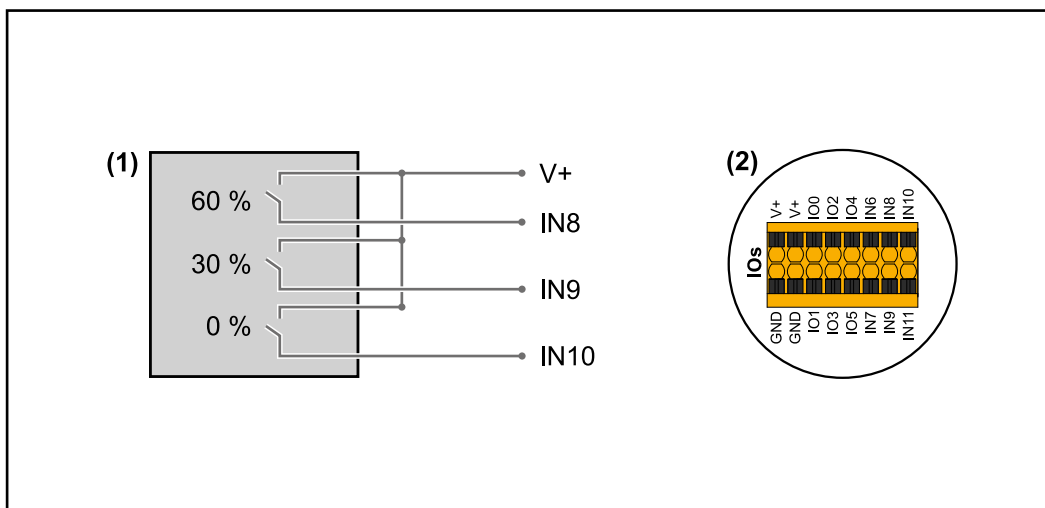 (1)
60 %
30 %
0 %
V+
IN8
IN9
IN10
(2)
IOs
V+
V+
IO0
IO2
IO4
IN6
IN8
IN10
GND
GND
IO1
IO3
IO5
IN7
IN9
IN11